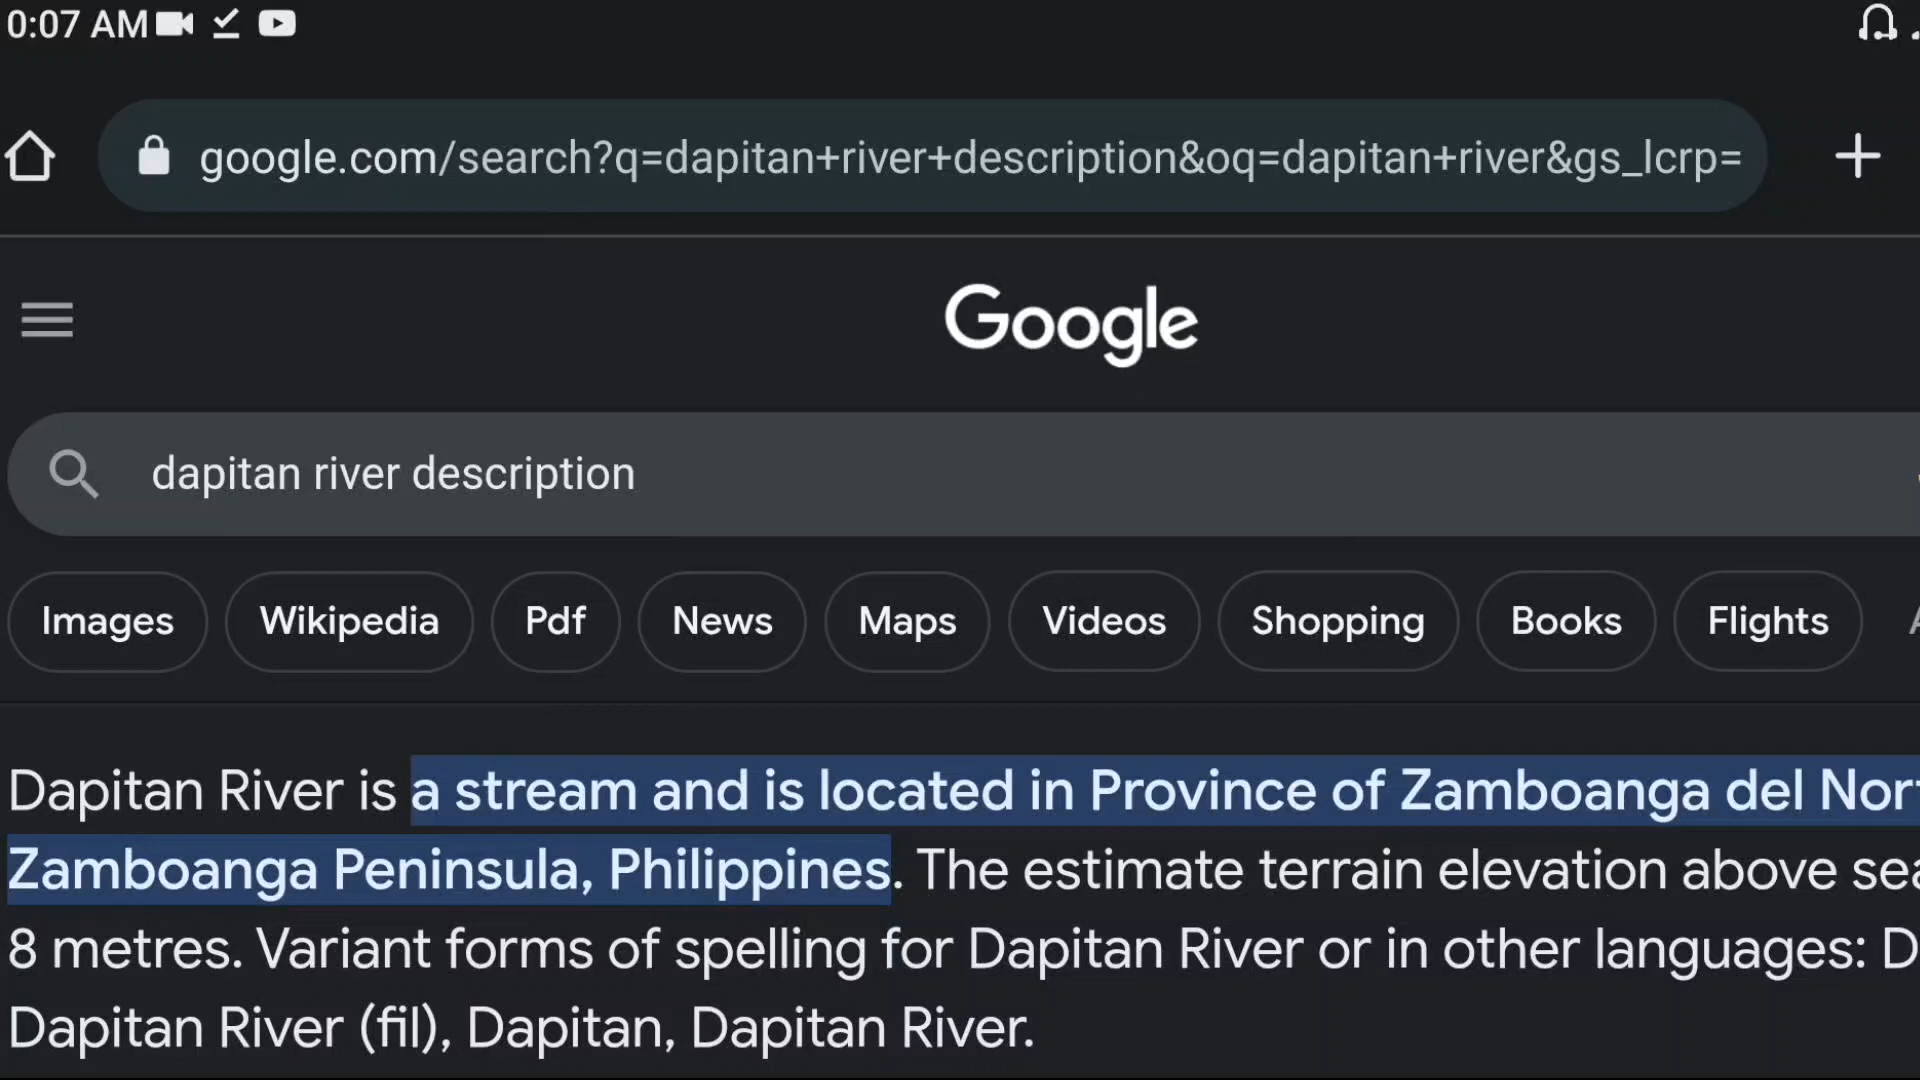 0:07 AM
google.com/search?q=dapitan+river+description&oq=dapitan+river&gs_lcrp=
Google
dapitan river description
Images Wikipedia Pdf News Maps Videos Shopping Books Flights
Dapitan River is a stream and is located in Province of Zamboanga del
Zamboanga Peninsula, Philippines. The estimate terrain elevation above
8 metres. Variant forms of spelling for Dapitan River or in other languages:
Dapitan River (fil), Dapitan, Dapitan River.